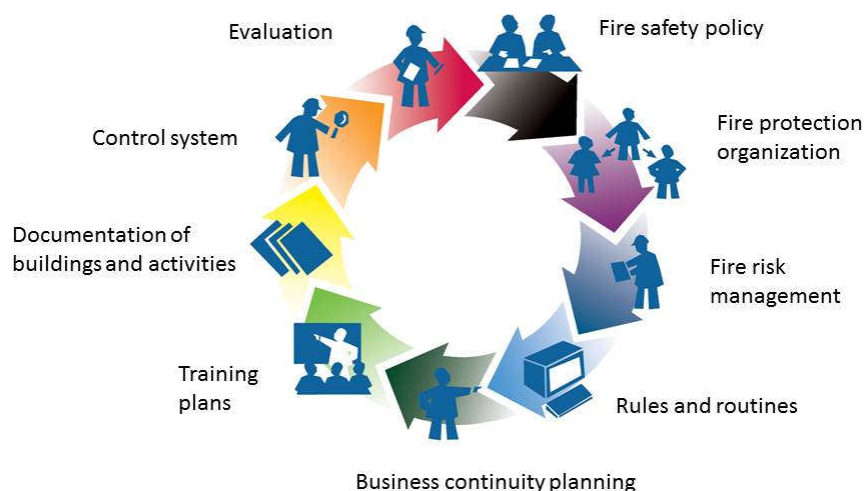 Evaluation
Fire safety policy
Control system
Fire protection
organization
Documentation of
buildings and activities
Fire risk
management
Training
plans
Rules and routines
Business continuity planning